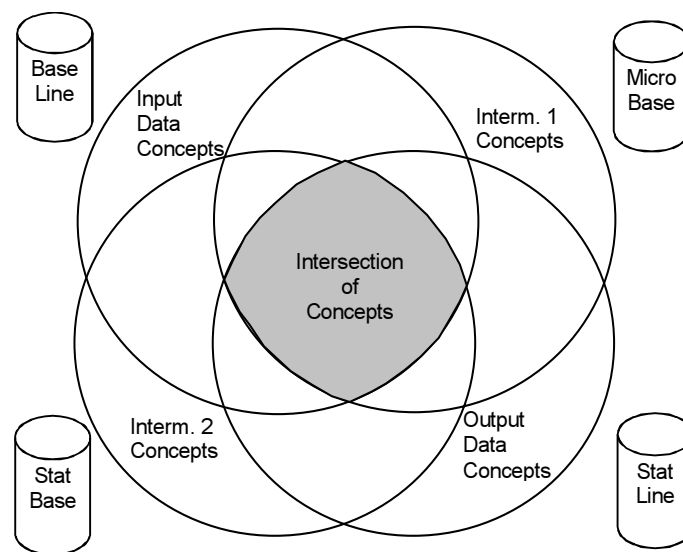 Base
Line
Input
Data
Concepts
Interm. 1
Concepts
Micro
Base
Intersection
of
Concepts
Interm. 2
Concepts
Output
Data
Concepts
Stat
Base
Stat
Line